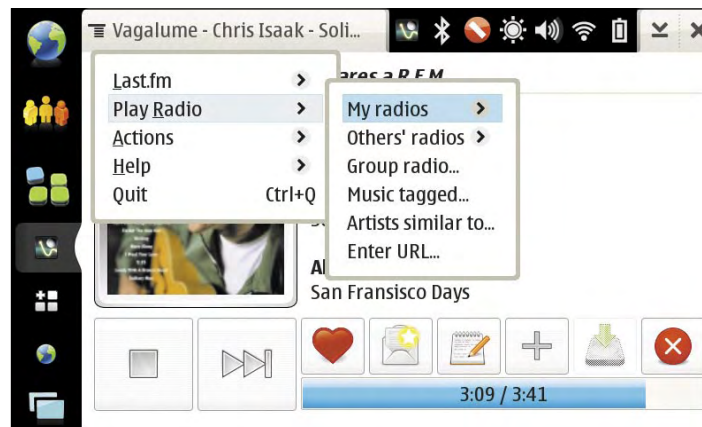 Vagalume - Chris Isaak - Soli...
Last.fm
Play Radio
Actions
Help
Quit Ctrl+Q
My radios
Others' radios
Group radio...
Music tagged...
Artists similar to...
Enter URL...
San Fransisco Days
3:09 / 3:41